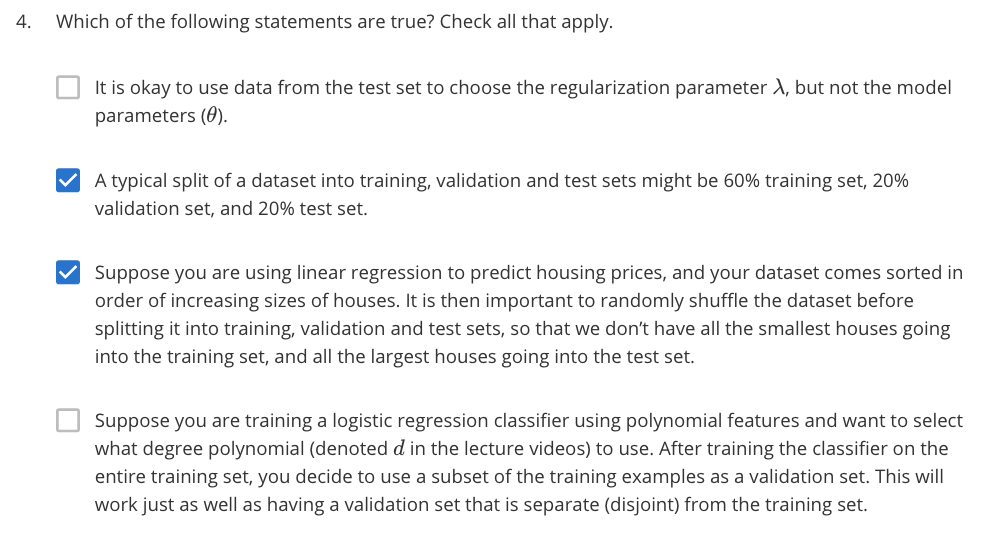 4. Which of the following statements are true? Check all that apply.
It is okay to use data from the test set to choose the regularization parameter λ, but not the model
parameters (θ).
A typical split of a dataset into training, validation and test sets might be 60% training set, 20%
validation set, and 20% test set.
Suppose you are using linear regression to predict housing prices, and your dataset comes sorted in
order of increasing sizes of houses. It is then important to randomly shuffle the dataset before
splitting it into training, validation and test sets, so that we don’t have all the smallest houses going
into the training set, and all the largest houses going into the test set.
Suppose you are training a logistic regression classifier using polynomial features and want to select
what degree polynomial (denoted d in the lecture videos) to use. After training the classifier on the
entire training set, you decide to use a subset of the training examples as a validation set. This will
work just as well as having a validation set that is separate (disjoint) from the training set.